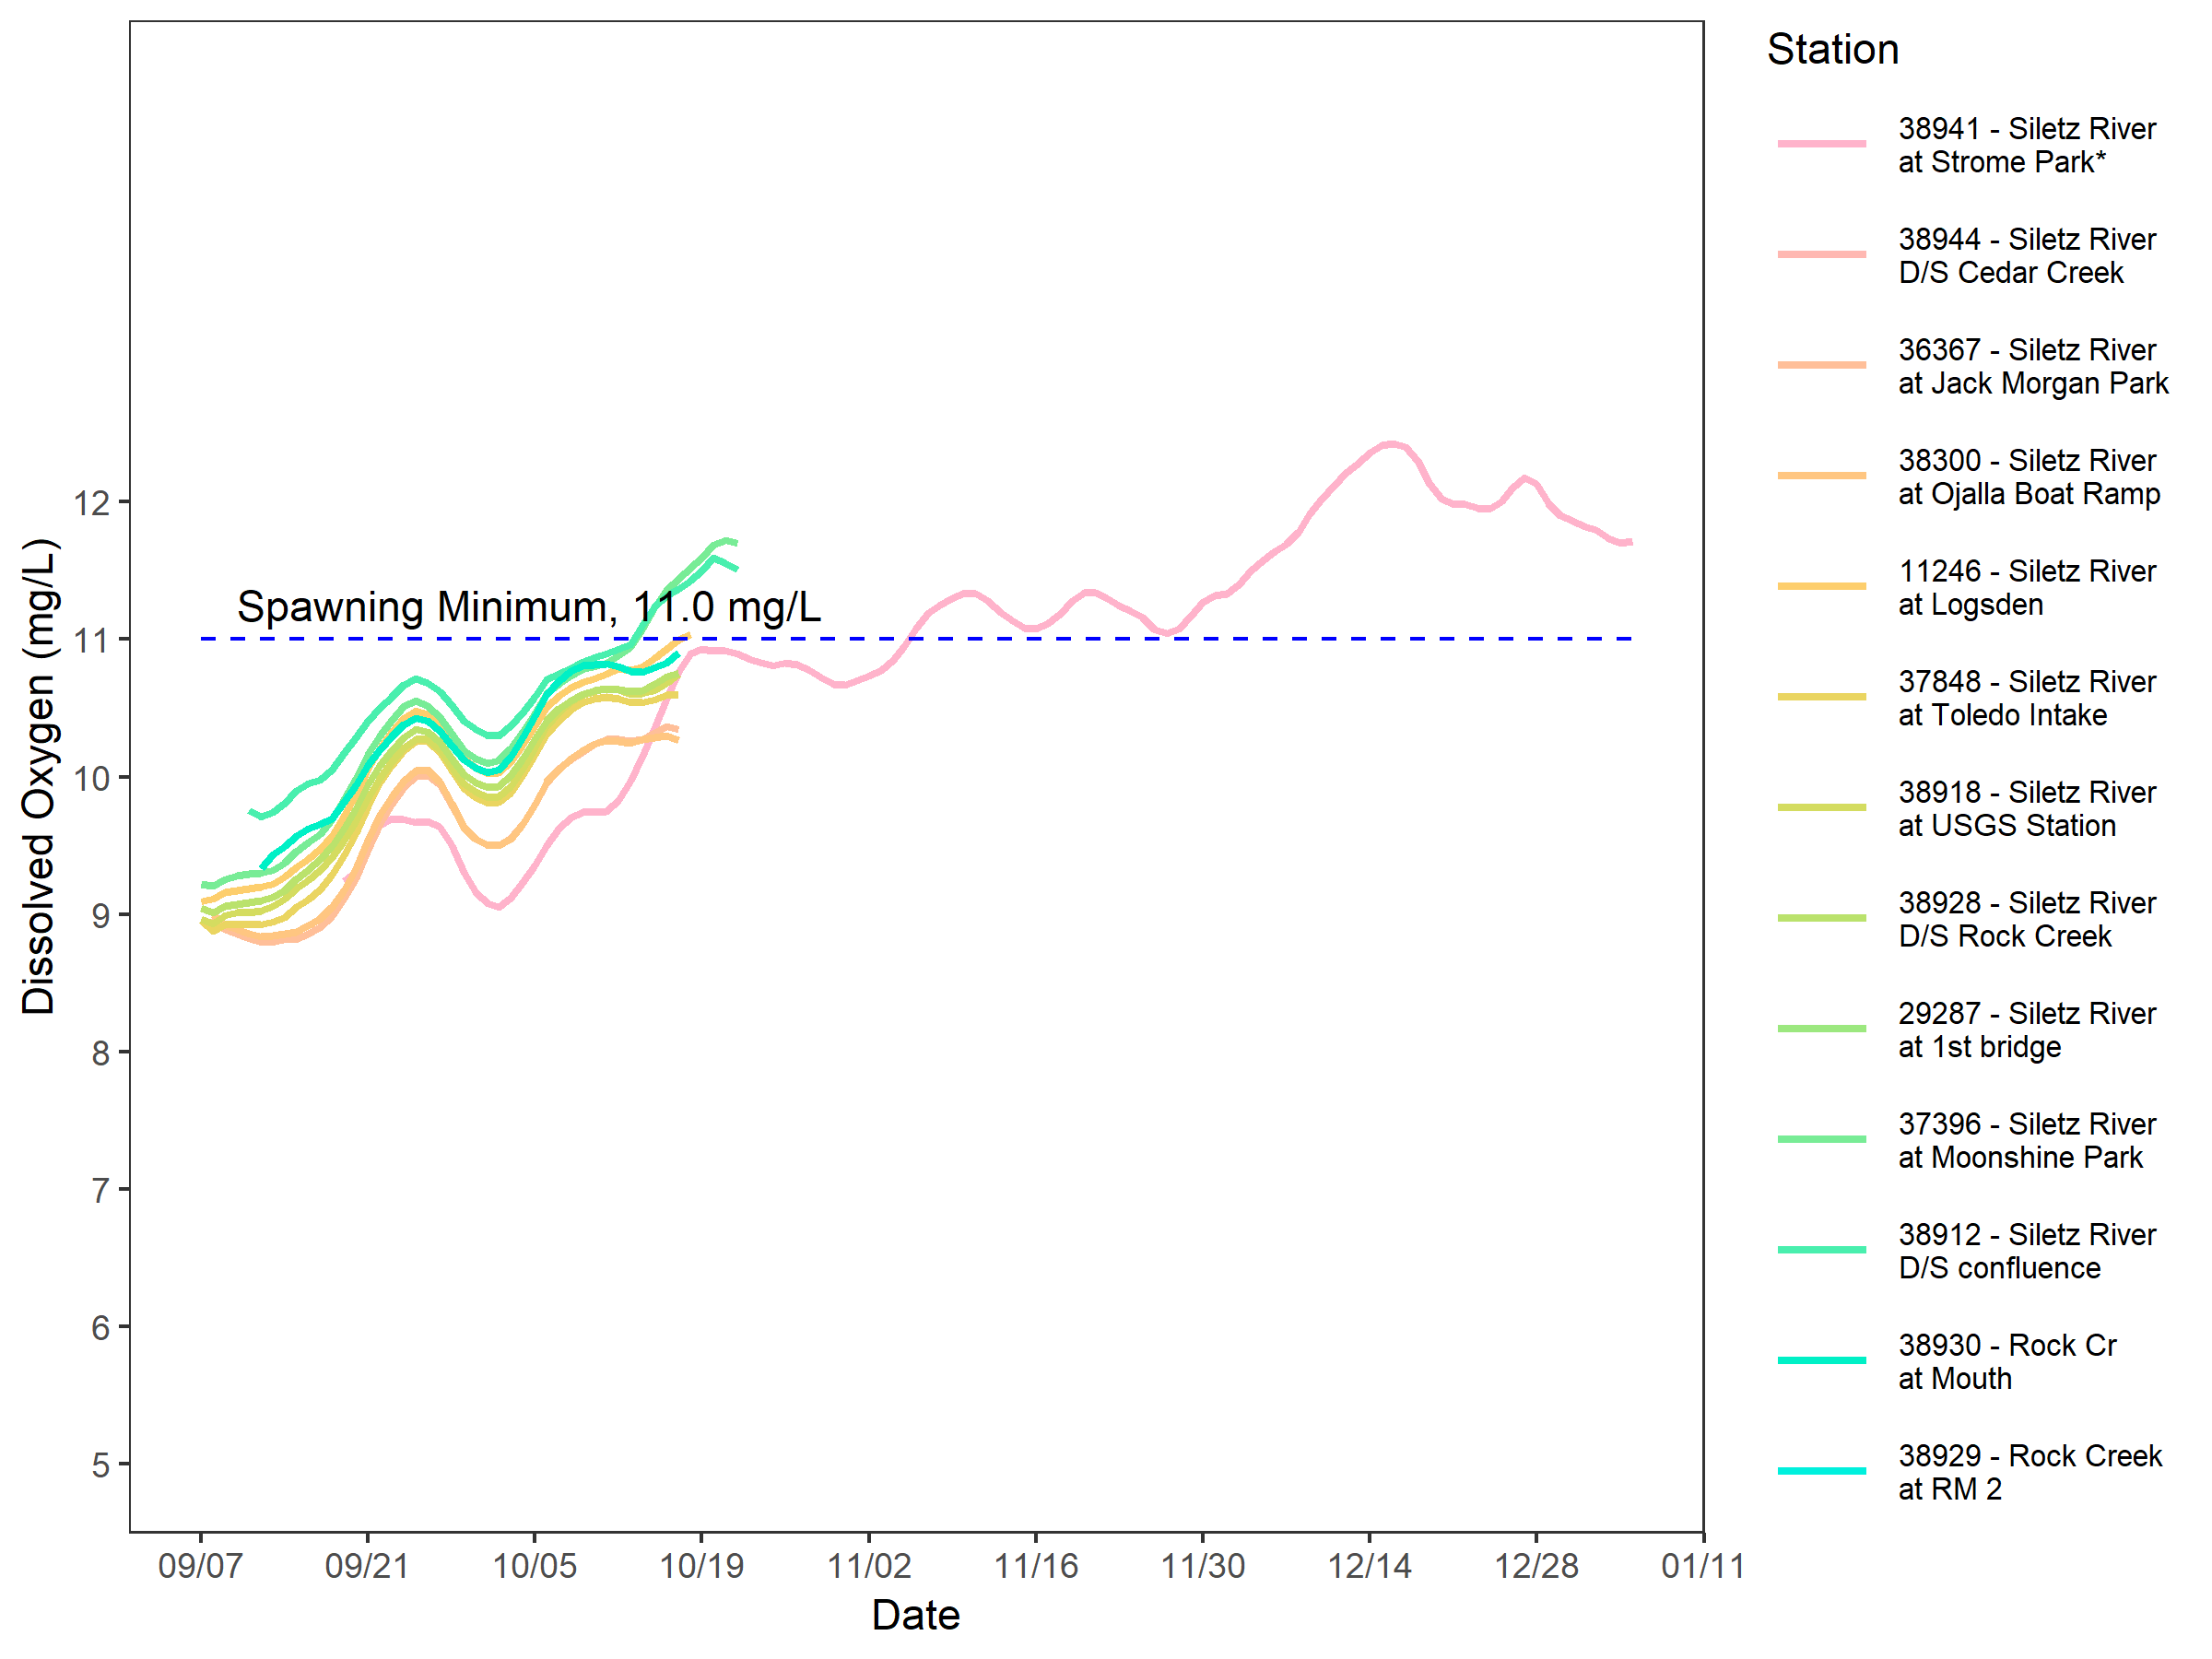 Station
38941 - Siletz River
at Strome Park*
38944 - Siletz River
D/S Cedar Creek
36367 - Siletz River
at Jack Morgan Park
38300 - Siletz River
at Ojalla Boat Ramp
11246 - Siletz River
at Logsden
37848 - Siletz River
at Toledo Intake
38918 - Siletz River
at USGS Station
38928 - Siletz River
D/S Rock Creek
29287 - Siletz River
at 1st bridge
37396 - Siletz River
at Moonshine Park
38912 - Siletz River
D/S confluence
38930 - Rock Cr
at Mouth
38929 - Rock Creek
at RM 2
Dissolved Oxygen (mg/L)
12
11
10
9
8
7
6
5
Spawning Minimum, 11.0 mg/L
09/07
09/21
10/05
10/19
11/02
11/16
11/30
12/14
12/28
01/11
Date